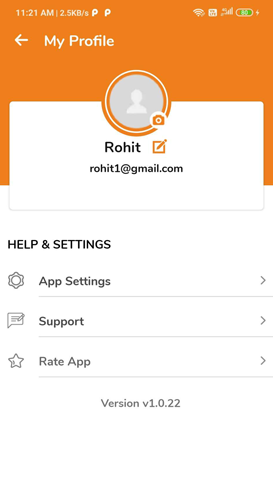 11:21 AM | 2.5KB/s
My Profile
Rohit
rohit1@gmail.com
HELP & SETTINGS
App Settings
Support
Rate App
Version v1.0.22